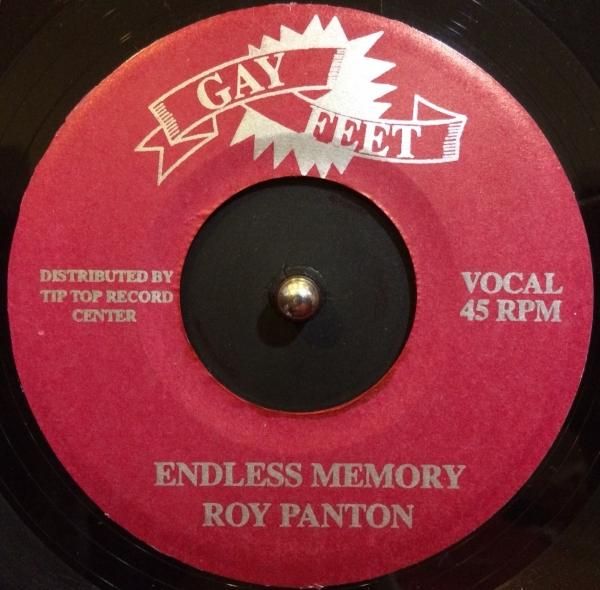 GAY
FEET
DISTRIBUTED BY
TIP TOP RECORD
CENTER
VOCAL
45 RPM
ENDLESS MEMORY
ROY PANTON